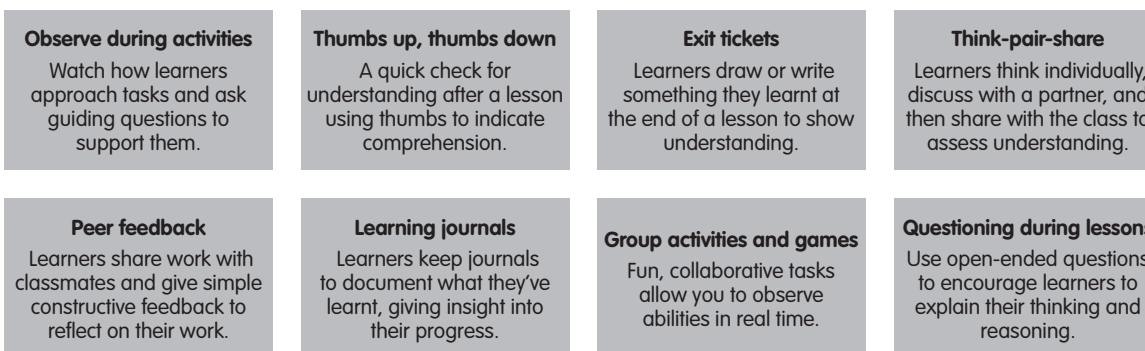 Observe during activities
Watch how learners
approach tasks and ask
guiding questions to
support them.
Thumbs up, thumbs down
A quick check for
understanding after a lesson
using thumbs to indicate
comprehension.
Exit tickets
Learners draw or write
something they learnt at
the end of a lesson to show
understanding.
Think-pair-share
Learners think individually,
discuss with a partner, and
then share with the class to
assess understanding.
Peer feedback
Learners share work with
classmates and give simple
constructive feedback to
reflect on their work.
Learning journals
Learners keep journals
to document what they've
learnt, giving insight into
their progress.
Group activities and games
Fun, collaborative tasks
allow you to observe
abilities in real time.
Questioning during lessons
Use open-ended questions
to encourage learners to
explain their thinking and
reasoning.